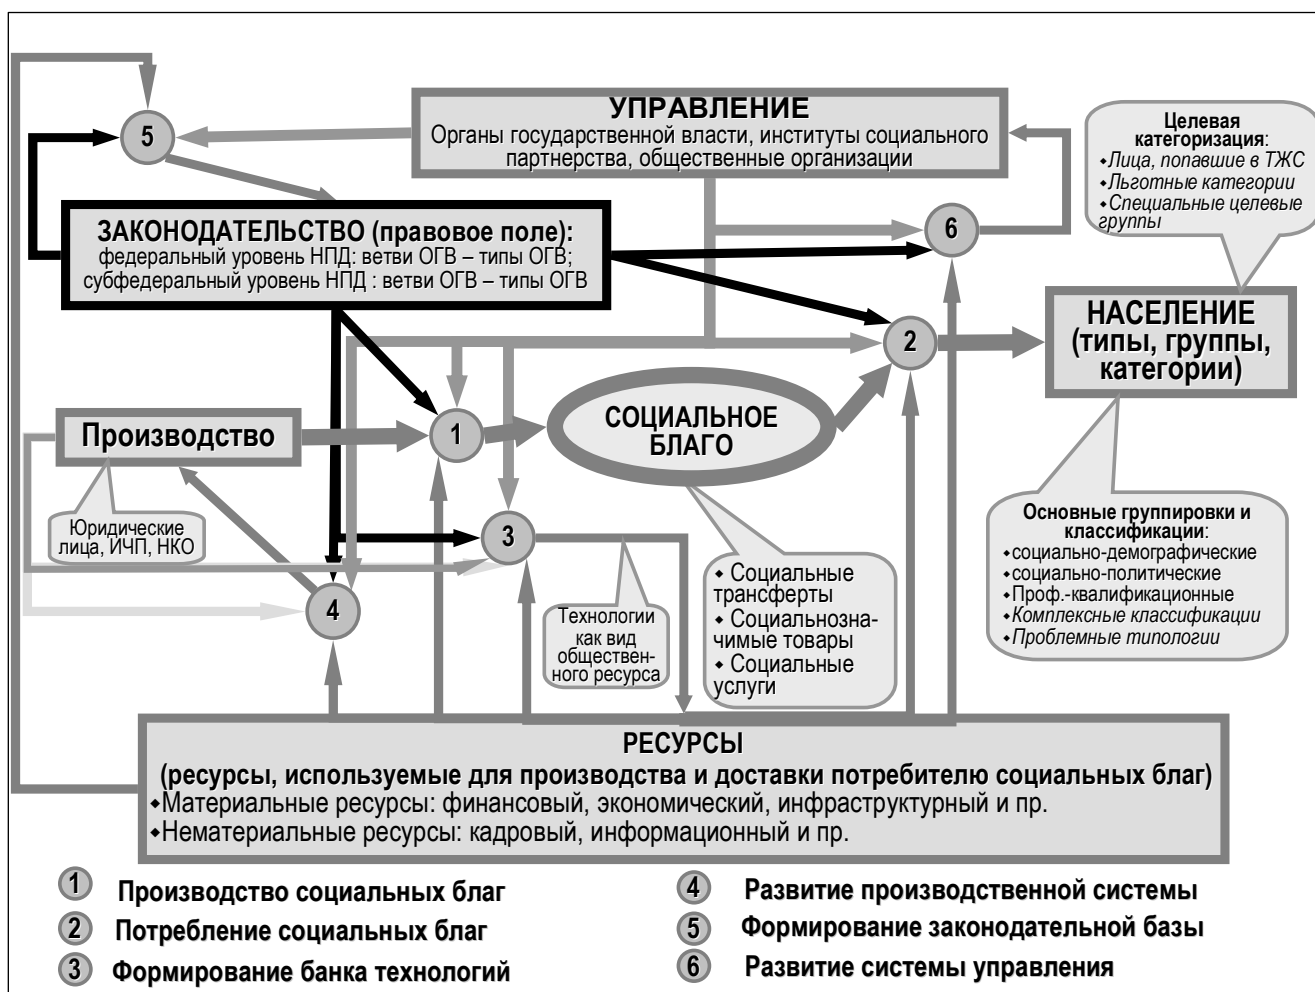 УПРАВЛЕНИЕ
Органы государственной власти, институты социального
партнерства, общественные организации
5
Целевая
категоризация:
Лица, попавшие в ТЖС
Льготные категории
Специальные целевые
группы
ЗАКОНОДАТЕЛЬСТВО (правовое поле):
федеральный уровень НПД: ветви ОГВ – типы ОГВ;
субфедеральный уровень НПД : ветви ОГВ – типы ОГВ
6
НАСЕЛЕНИЕ
(типы, группы,
категории)
2
Производство
1
СОЦИАЛЬНОЕ
БЛАГО
Юридические
лица, ИЧП, НКО
3
4
Технологии
как вид
обществен-
ного ресурса
Социальные
трансферты
Социальнозна-
чимые товары
Социальные
услуги
Основные группировки и
классификации:
социально-демографические
социально-политические
Проф.-квалификационные
Комплексные классификации
Проблемные типологии
РЕСУРСЫ
(ресурсы, используемые для производства и доставки потребителю социальных благ)
Материальные ресурсы: финансовый, экономический, инфраструктурный и пр.
Нематериальные ресурсы: кадровый, информационный и пр.
1 Производство социальных благ
2 Потребление социальных благ
3 Формирование банка технологий
4 Развитие производственной системы
5 Формирование законодательной базы
6 Развитие системы управления